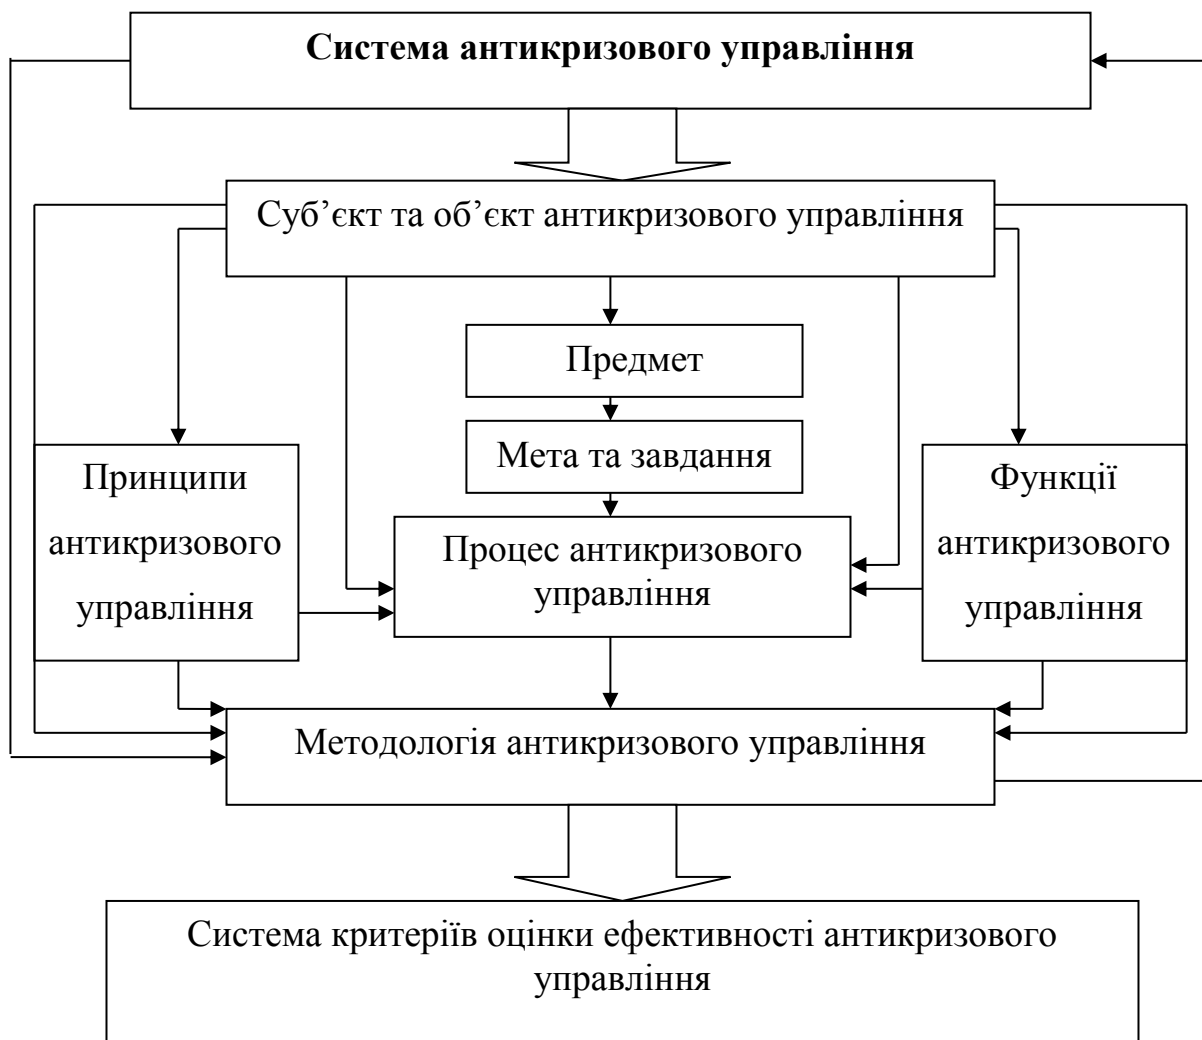 Система антикризового управління
Суб’єкт та об’єкт антикризового управління
Предмет
Мета та завдання
Принципи
антикризового
управління
Процес антикризового
управління
Функції
антикризового
управління
Методологія антикризового управління
Система критеріїв оцінки ефективності антикризового
управління